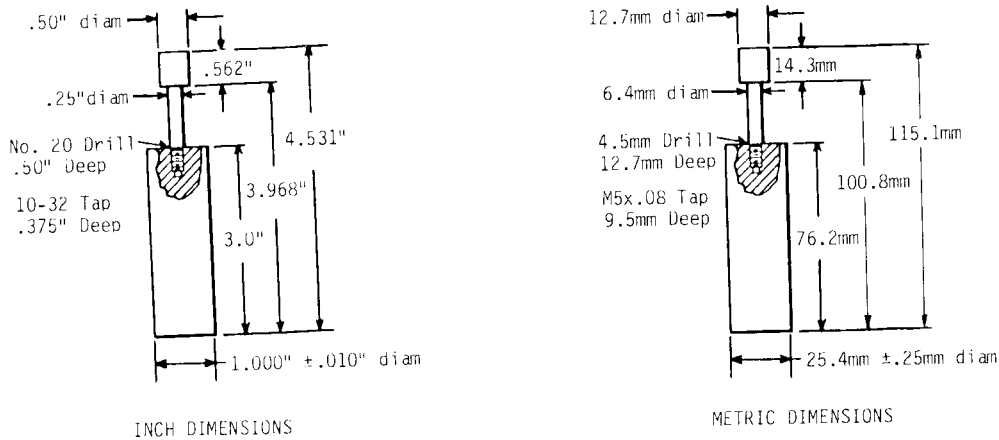 .50" diam
.562"
.25"diam
4.531"
No. 20 Drill
.50" Deep
3.968"
10-32 Tap
.375" Deep
3.0"
1.000" ±.010" diam
INCH DIMENSIONS
12.7mm diam
14.3mm
6.4mm diam
115.1mm
4.5mm Drill
12.7mm Deep
100.8mm
M5x.08 Tap
9.5mm Deep
76.2mm
25.4mm ±.25mm diam
METRIC DIMENSIONS